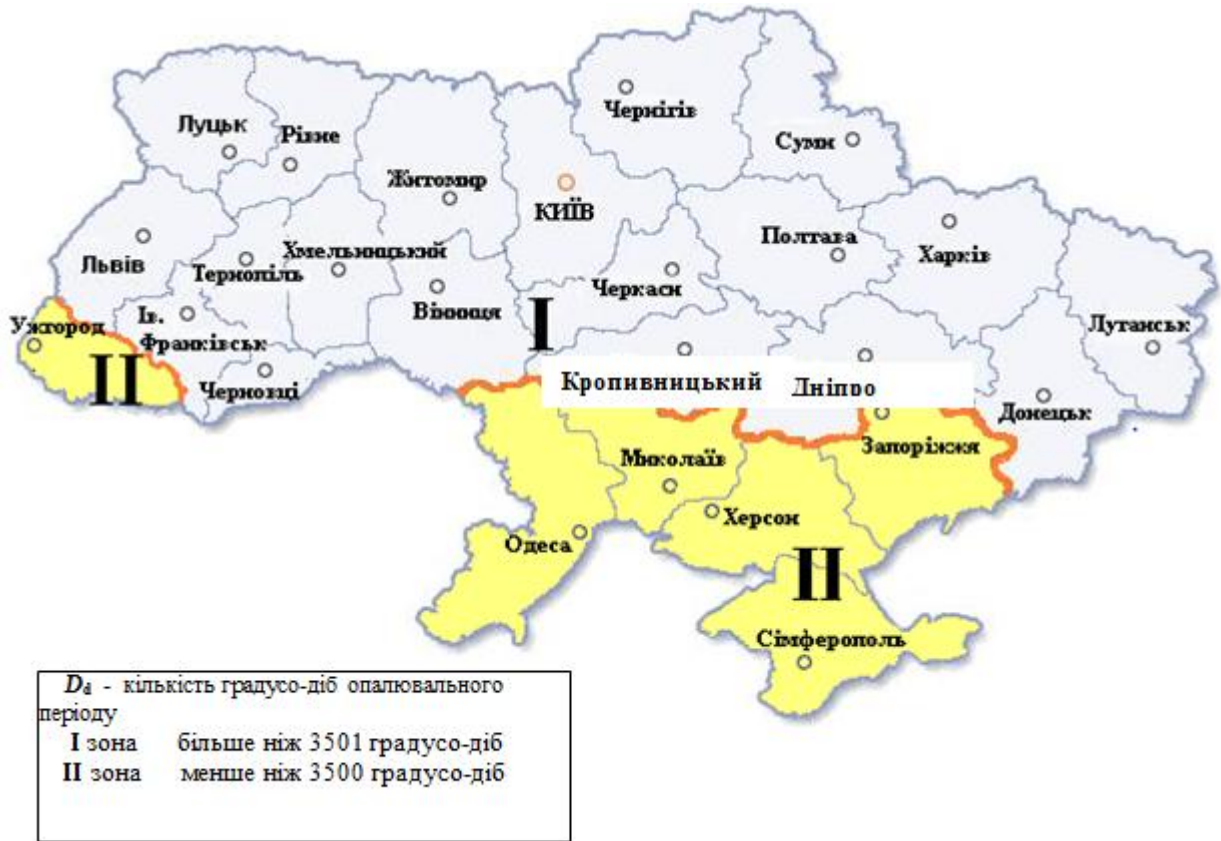 Чернігів
Луцьк
Рівне
Суми
Житомир
КИЇВ
Полтава
Харків
Львів
Тернопіль
Хмельницький
Черкаси
Вінниця
I
Ів.
Франківськ
Ужгород
II
Черновці
Лутанськ
Кропивницький
Дніпро
Донецьк
Запоріжжя
Миколаїв
Херсон
Одеса
II
Сімферополь
Dd - кількість градусо-діб опалювального
періоду
I зона більше ніж 3501 градусо-діб
II зона менше ніж 3500 градусо-діб